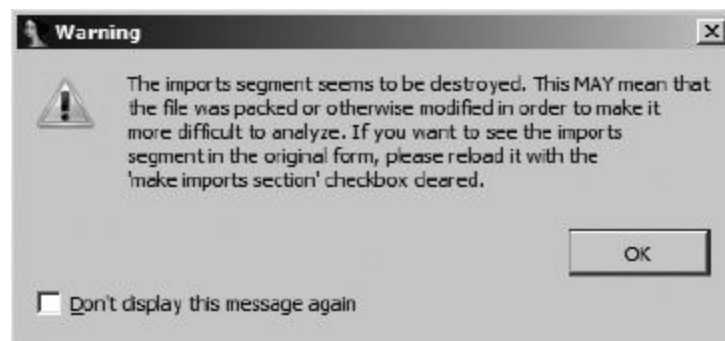 Warning
The imports segment seems to be destroyed. This MAY mean that
the file was packed or otherwise modified in order to make it
more difficult to analyze. If you want to see the imports
segment in the original form, please reload it with the
'make imports section' checkbox cleared.
OK
Don't display this message again